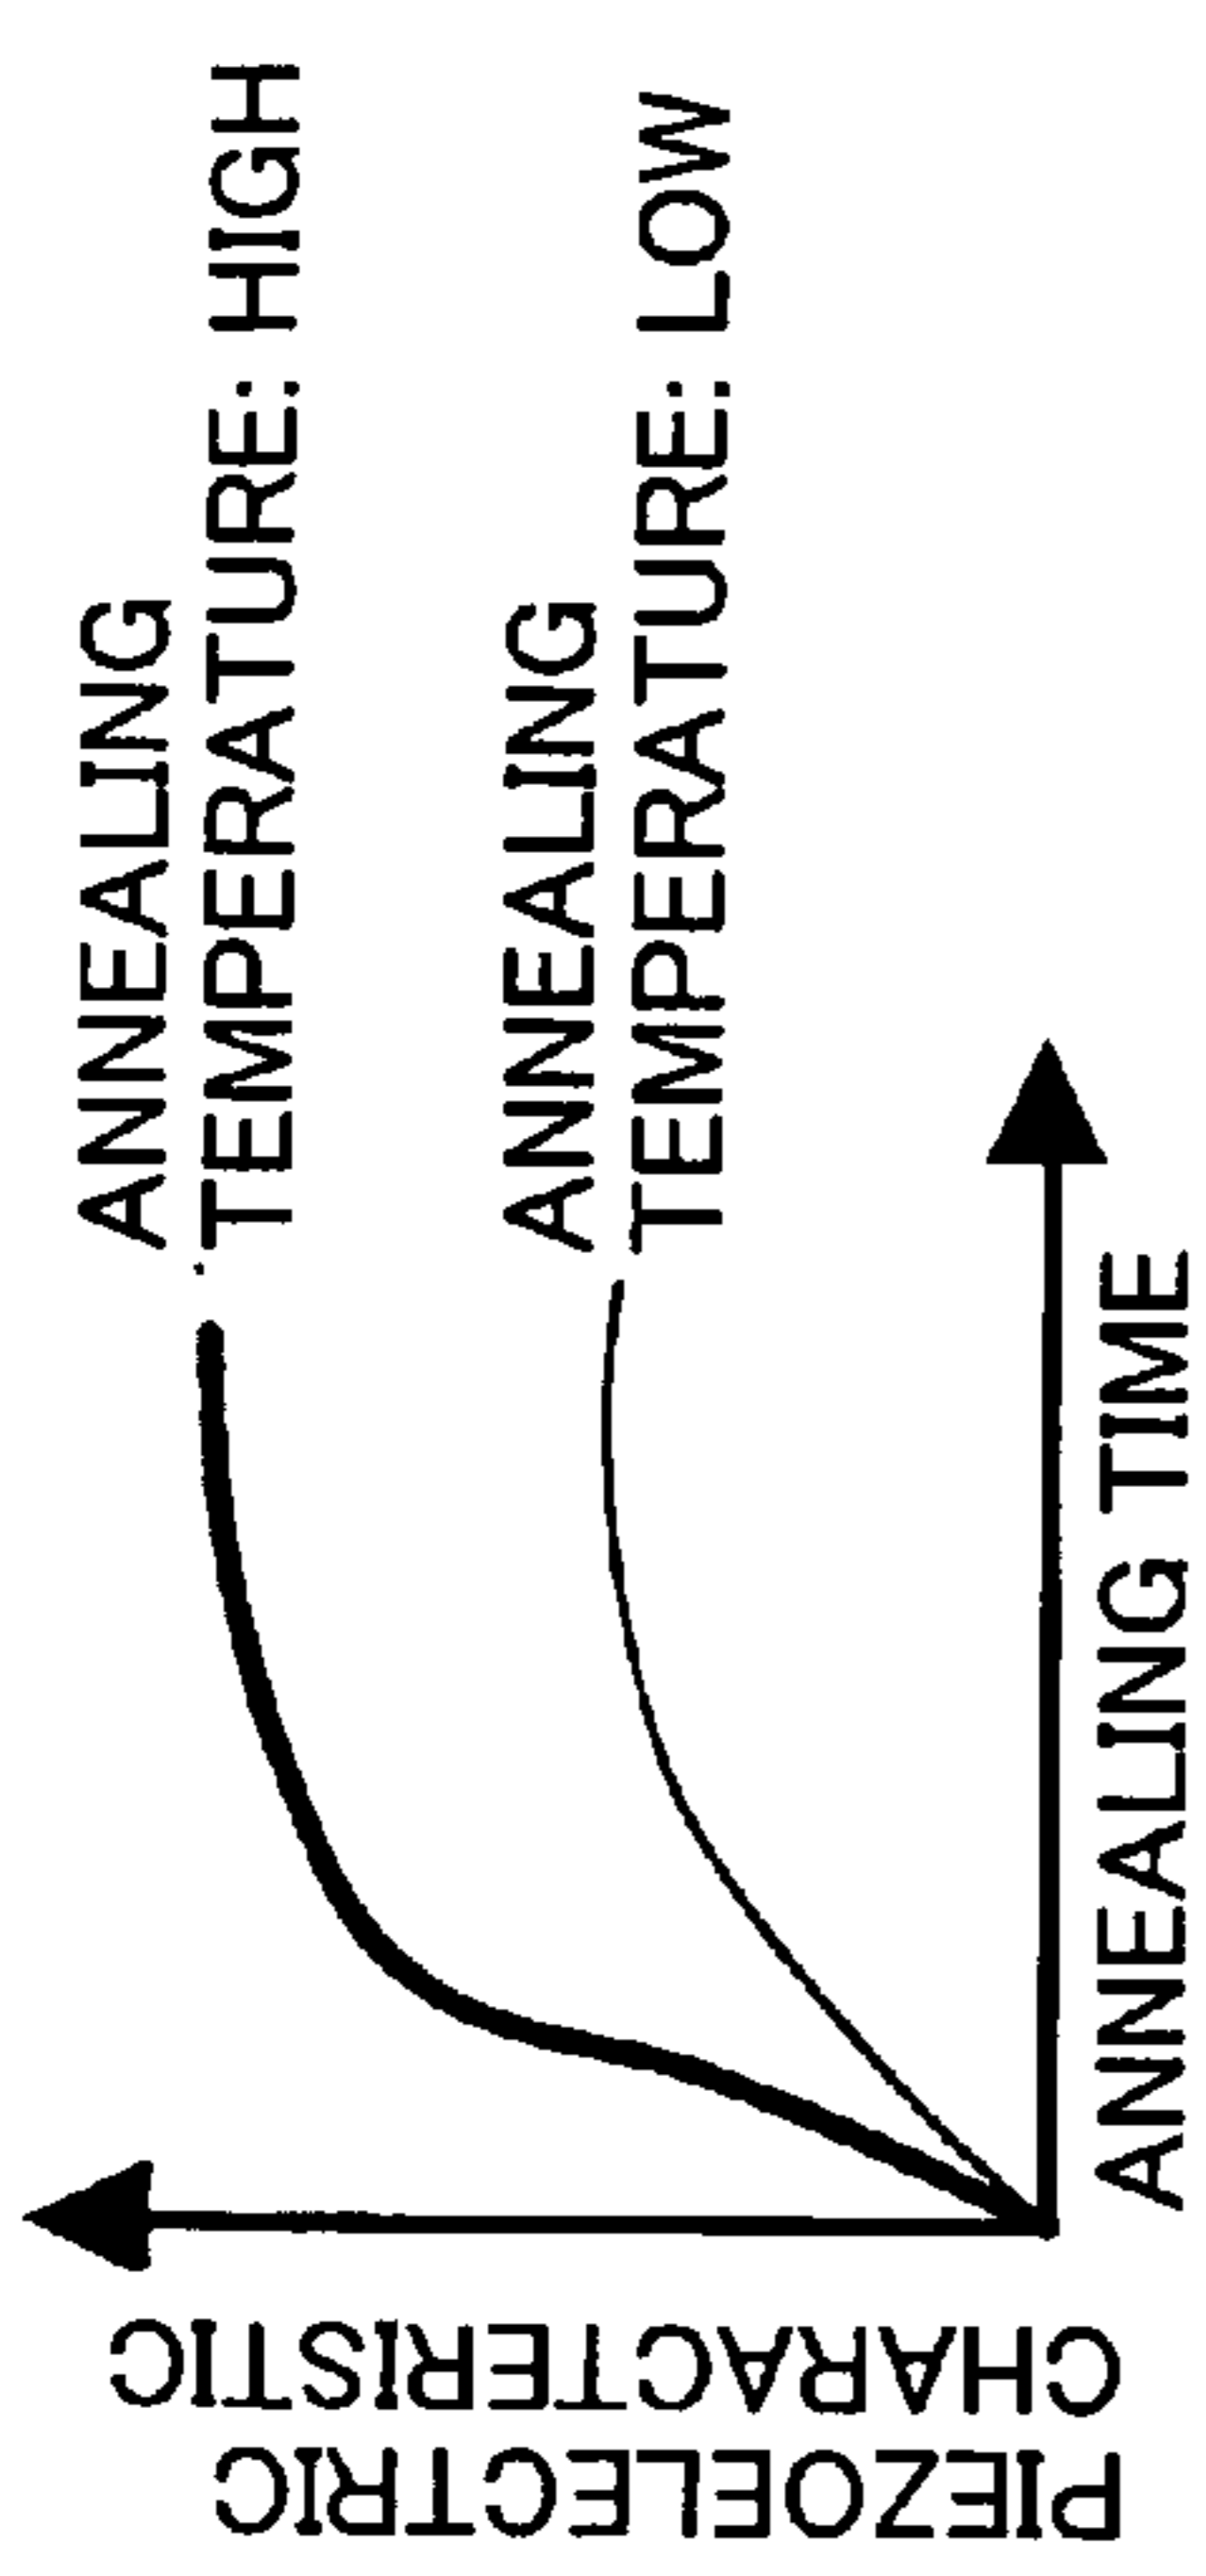 PIEZOELECTRIC
CHARACTERISTIC
ANNEALING
TEMPERATURE: HIGH
ANNEALING
TEMPERATURE: LOW
ANNEALING TIME